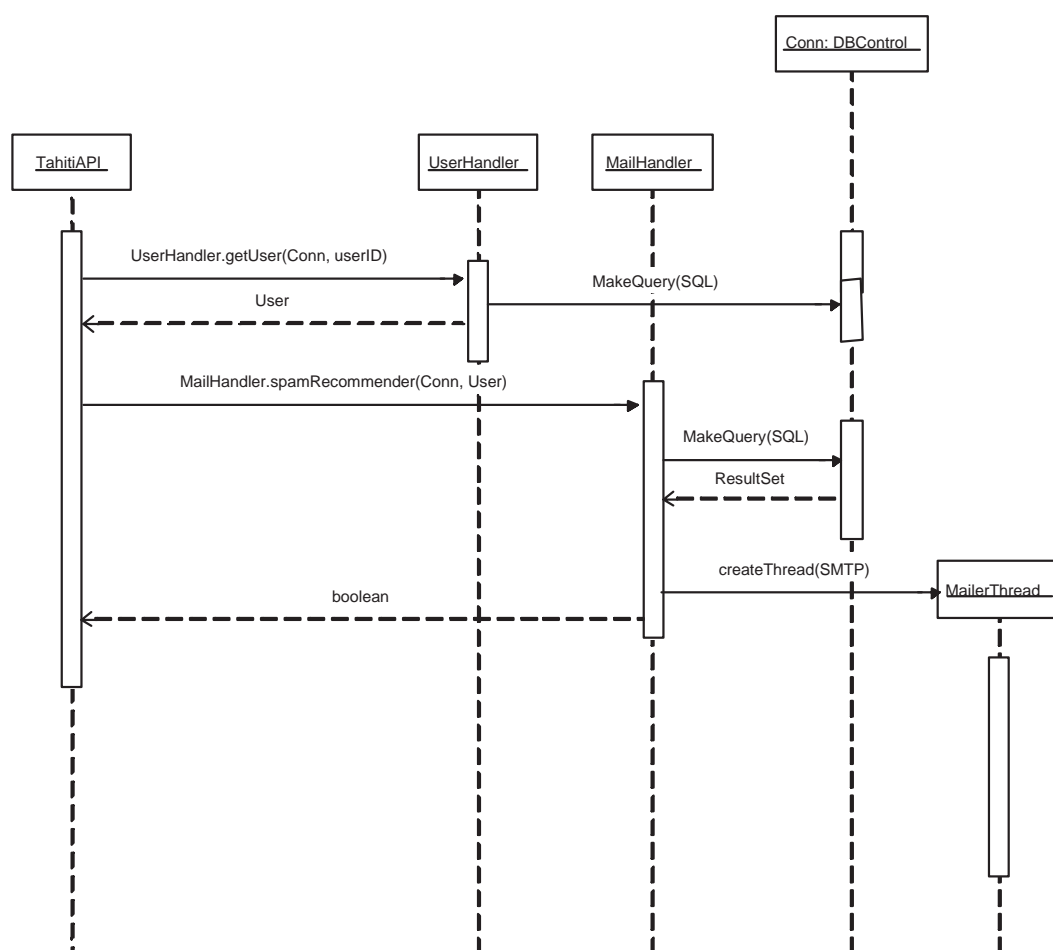 Conn: DBControl
TahitiAPI
UserHandler
MailHandler
UserHandler.getUser(Conn, userID)
MakeQuery(SQL)
User
MailHandler.spamRecommender(Conn, User)
MakeQuery(SQL)
ResultSet
createThread(SMTP)
MailerThread
boolean